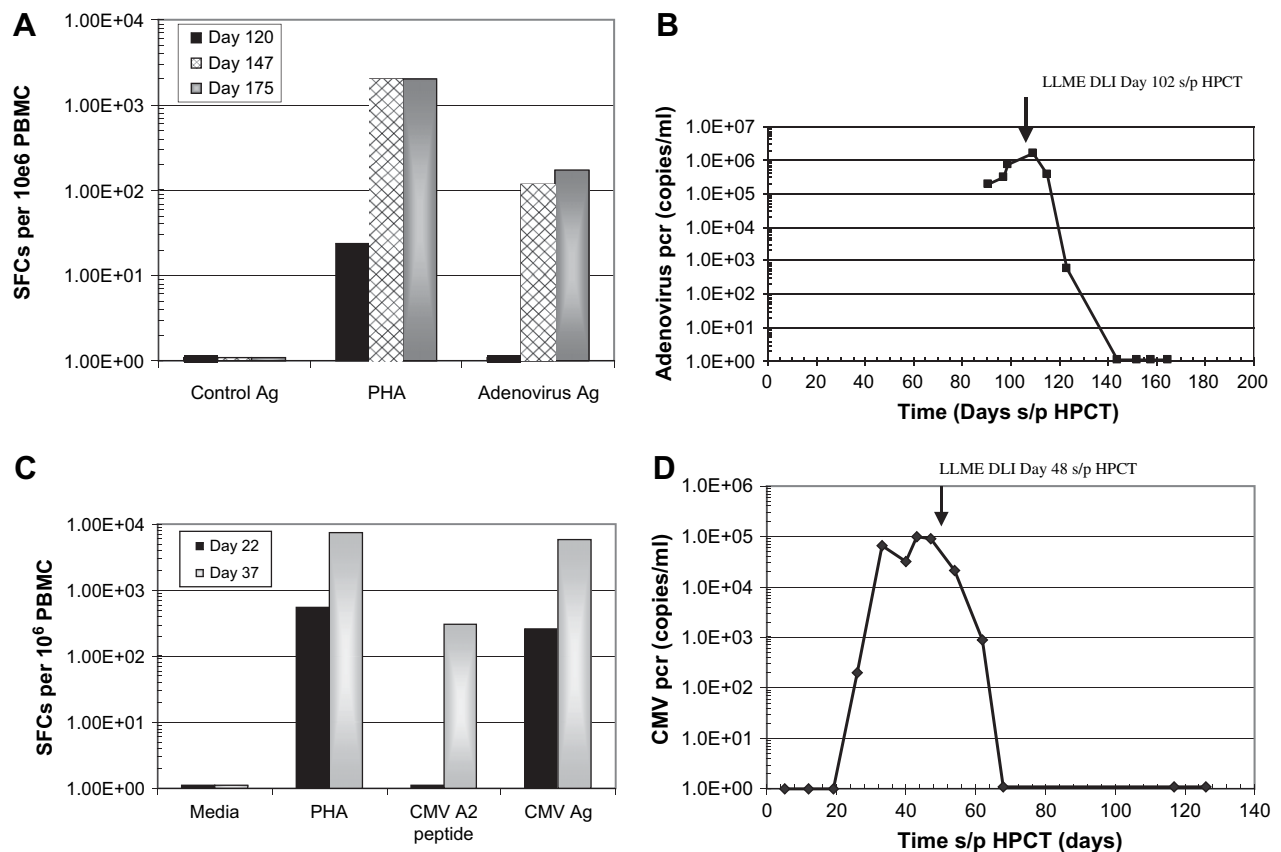 A
SFCs per 10e6 PBMC
1.00E+04
1.00E+03
1.00E+02
1.00E+01
1.00E+00
Day 120
Day 147
Day 175
Control Ag
PHA
Adenovirus Ag
B
LLME DLI Day 102 s/p HPCT
Adenovirus pcr (copies/ml)
1.0E+07
1.0E+06
1.0E+05
1.0E+04
1.0E+03
1.0E+02
1.0E+01
1.0E+00
0 20 40 60 80 100 120 140 160 180 200
Time (Days s/p HPCT)
C
SFCs per 10⁶ PBMC
1.00E+04
1.00E+03
1.00E+02
1.00E+01
1.00E+00
Day 22
Day 37
Media
PHA
CMV A2
peptide
CMV Ag
D
LLME DLI Day 48 s/p HPCT
CMV pcr (copies/ml)
1.0E+06
1.0E+05
1.0E+04
1.0E+03
1.0E+02
1.0E+01
1.0E+00
0 20 40 60 80 100 120 140
Time s/p HPCT (days)